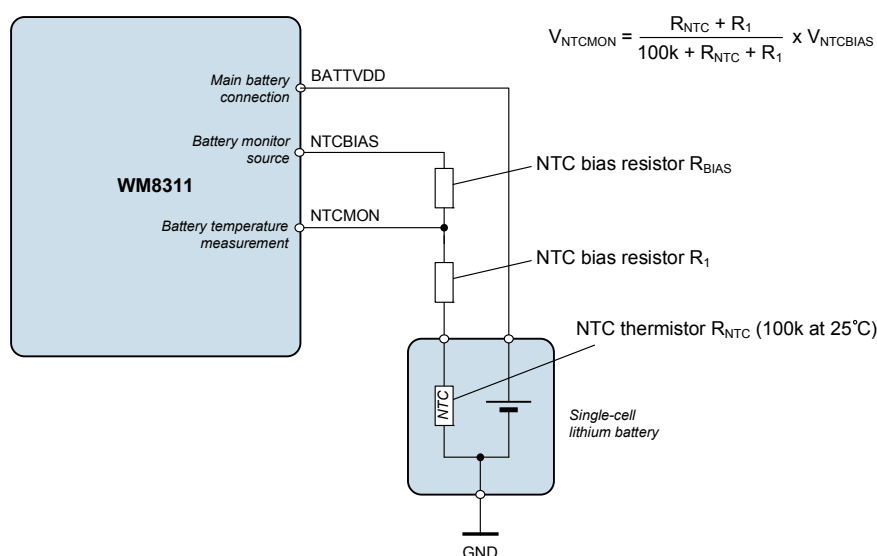 V_NTCMON = (R_NTC + R_1) / (100k + R_NTC + R_1) x V_NTCBIAS
Main battery
connection
BATTVDD
Battery monitor
source
NTCBIAS
WM8311
Battery temperature
measurement
NTCMON
NTC bias resistor R_BIAS
NTC bias resistor R_1
NTC thermistor R_NTC (100k at 25°C)
NTC
Single-cell
lithium battery
GND